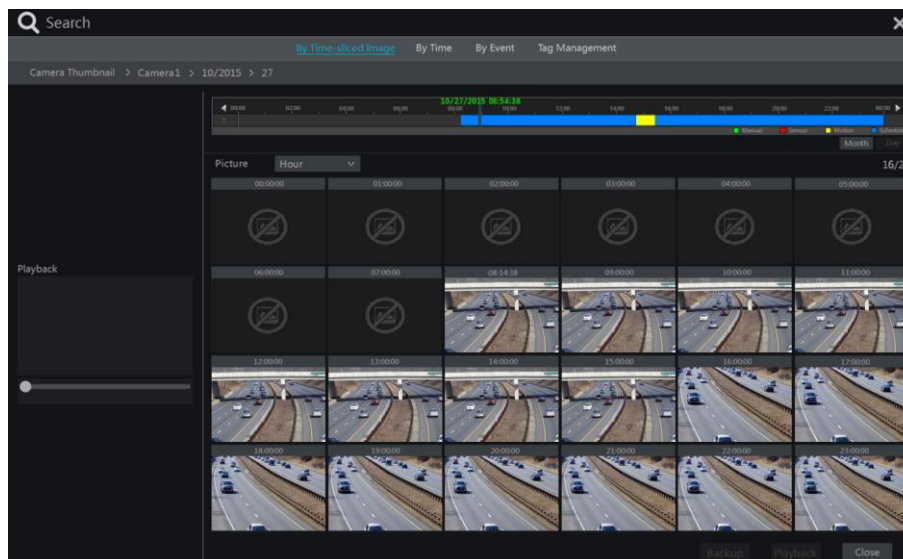 Search
By Time-sliced Image By Time By Event Tag Management
Camera Thumbnail > Camera1 > 10/2015 > 27
10/27/2015 08:54:38
00:00 02:00 04:00 06:00 08:00 10:00 12:00 14:00 16:00 18:00 20:00 22:00 00:00
1
Manual Sensor Motion Schedule
Month Day
Picture Hour 16/2
00:00:00 01:00:00 02:00:00 03:00:00 04:00:00 05:00:00
Playback
06:00:00 07:00:00 08:14:38 09:00:00 10:00:00 11:00:00
12:00:00 13:00:00 14:00:00 15:00:00 16:00:00 17:00:00
18:00:00 19:00:00 20:00:00 21:00:00 22:00:00 23:00:00
Backup Playback Close